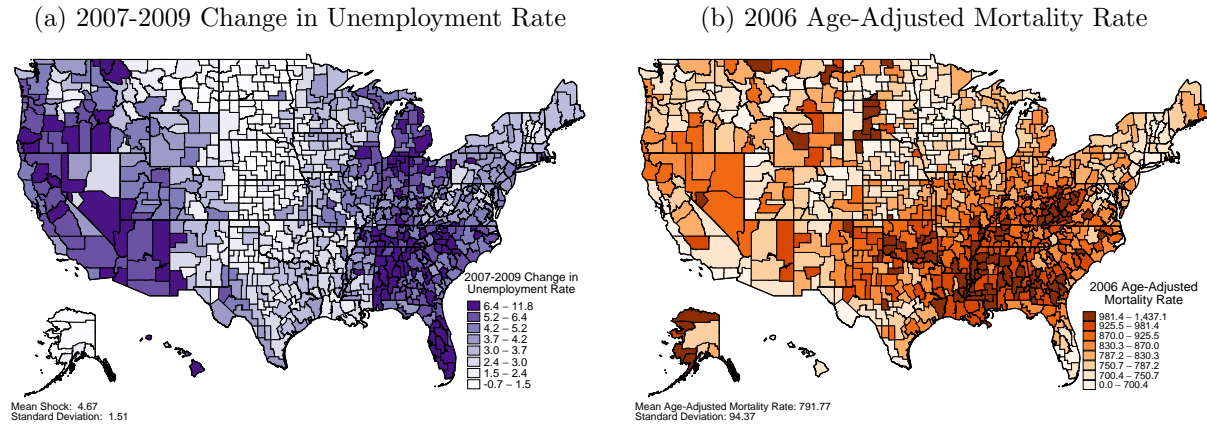 (a) 2007-2009 Change in Unemployment Rate
2007-2009 Change in
Unemployment Rate
6.4 – 11.8
5.2 – 6.4
4.2 – 5.2
3.7 – 4.2
3.0 – 3.7
2.4 – 3.0
1.5 – 2.4
-0.7 – 1.5
Mean Shock: 4.67
Standard Deviation: 1.51
(b) 2006 Age-Adjusted Mortality Rate
2006 Age-Adjusted
Mortality Rate
981.4 – 1,437.1
925.5 – 981.4
870.0 – 925.5
830.3 – 870.0
787.2 – 830.3
750.7 – 787.2
700.4 – 750.7
0.0 – 700.4
Mean Age-Adjusted Mortality Rate: 791.77
Standard Deviation: 94.37